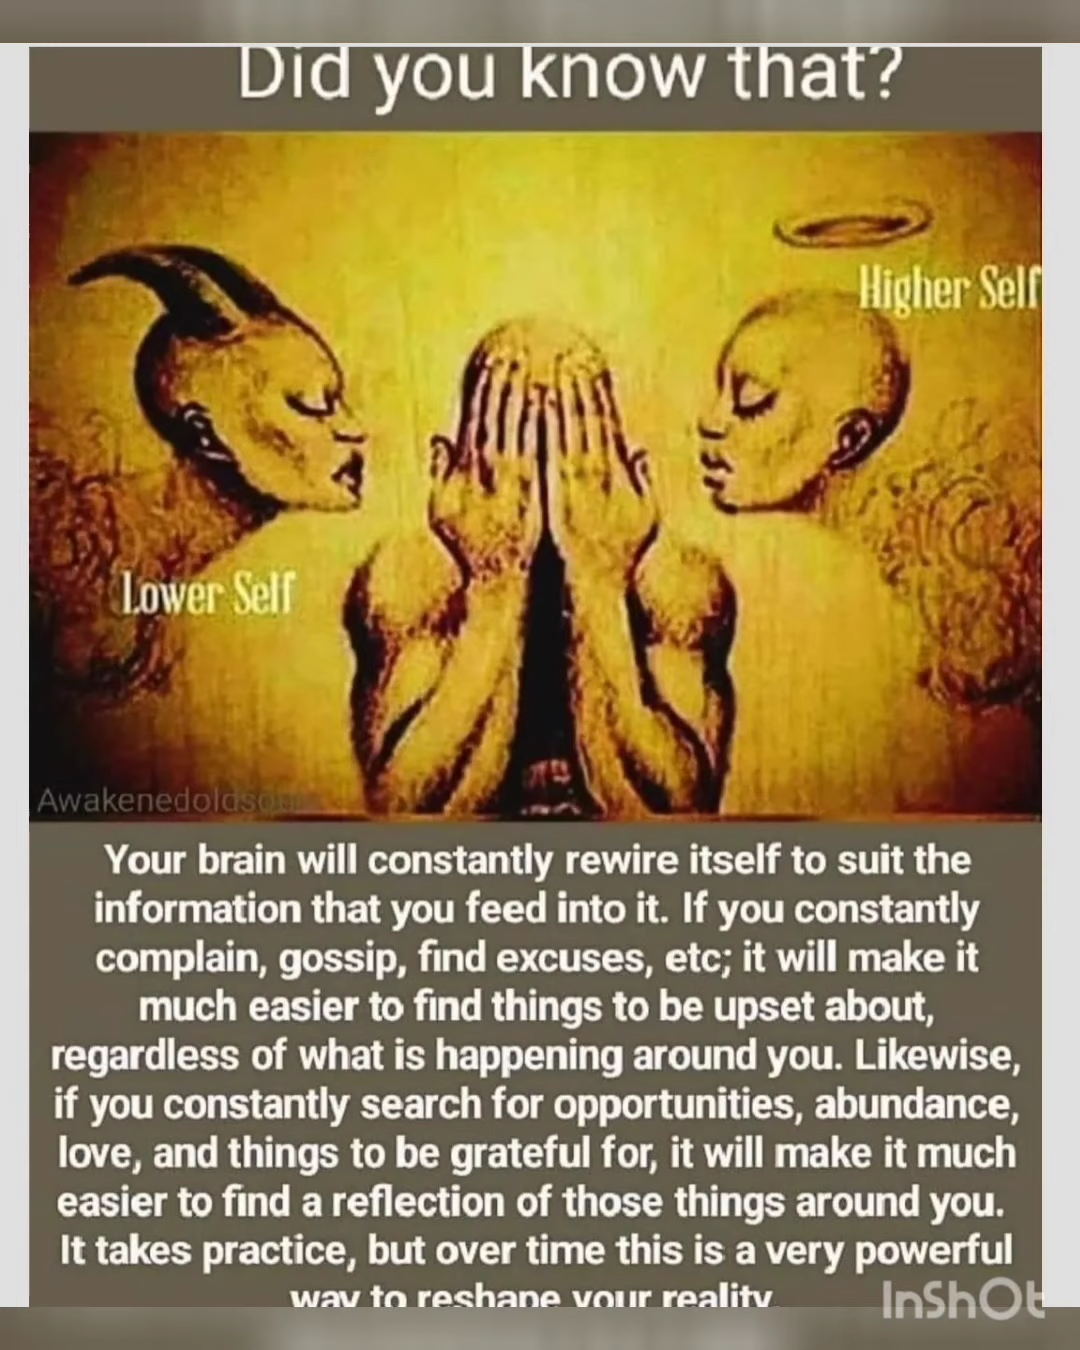 Did you know that?
Higher Self
Lower Self
Your brain will constantly rewire itself to suit the
information that you feed into it. If you constantly
complain, gossip, find excuses, etc; it will make it
much easier to find things to be upset about,
regardless of what is happening around you. Likewise,
if you constantly search for opportunities, abundance,
love, and things to be grateful for, it will make it much
easier to find a reflection of those things around you.
It takes practice, but over time this is a very powerful
way to reshape your reality
InShOt